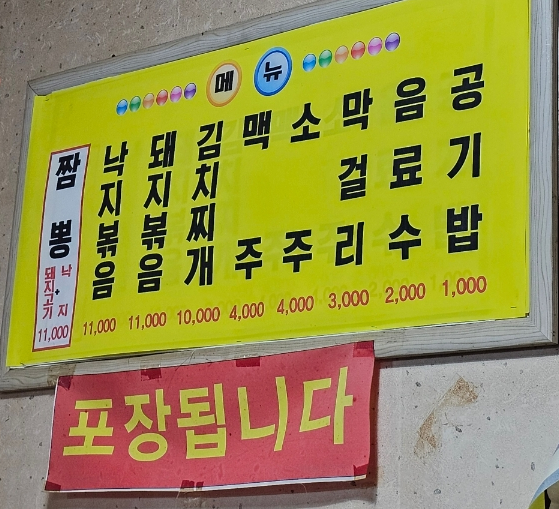 메뉴
짬뽕
낙지
+
돼지고기
11,000
낙지볶음
11,000
돼지볶음
11,000
김치찌개
10,000
맥주
4,000
소주
4,000
막걸리
3,000
음료수
2,000
공기밥
1,000
포장됩니다